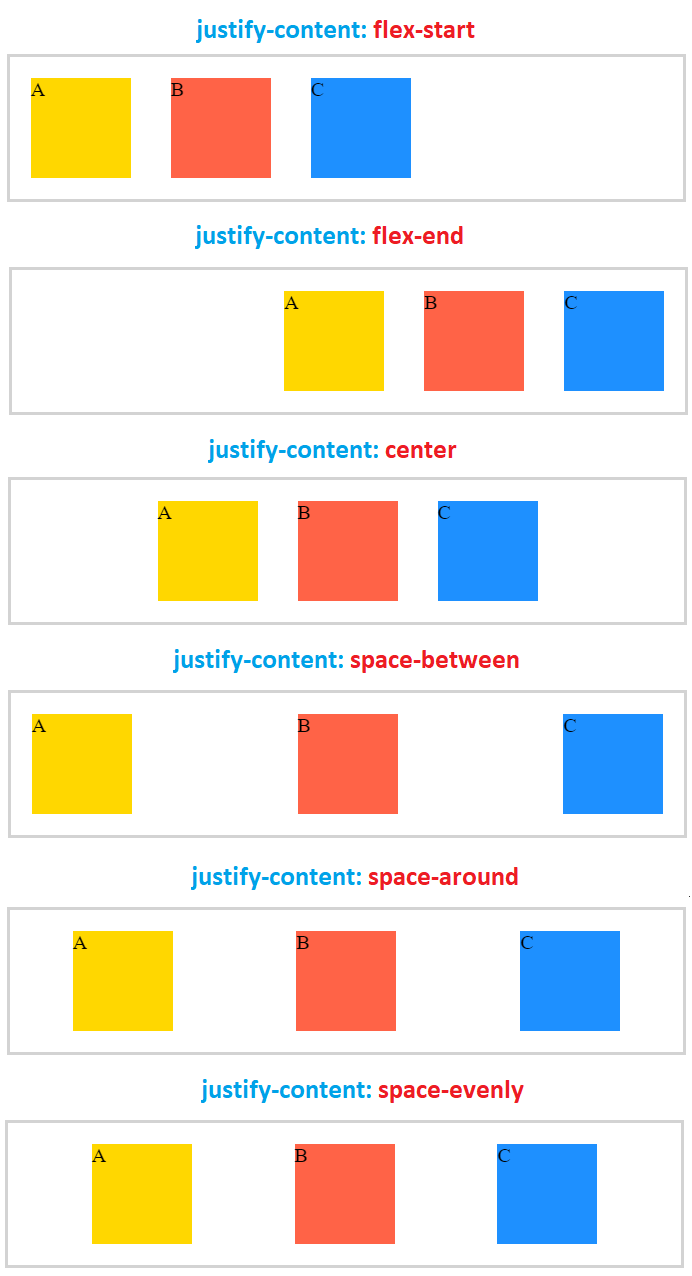 justify-content: flex-start
A B C
justify-content: flex-end
A B C
justify-content: center
A B C
justify-content: space-between
A B C
justify-content: space-around
A B C
justify-content: space-evenly
A B C